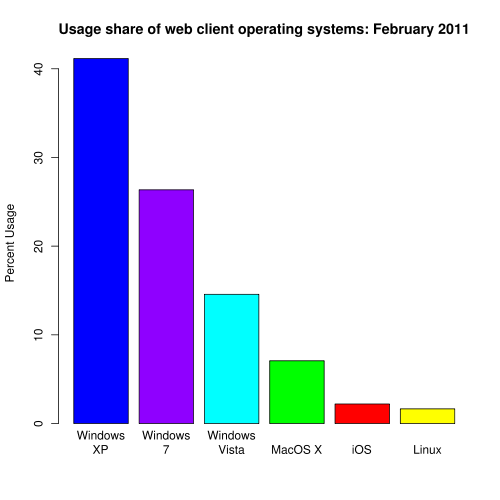 Usage share of web client operating systems: February 2011
Percent Usage
40
30
20
10
0
Windows
XP
Windows
7
Windows
Vista
MacOS X
iOS
Linux